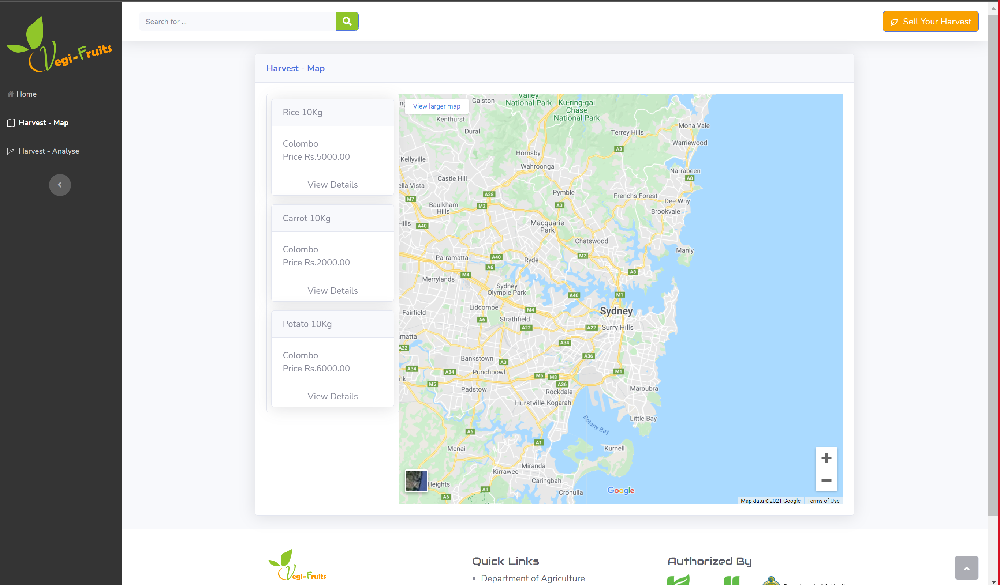 Vegi-Fruits
Home
Harvest - Map
Harvest - Analyse
Search for ...
Sell Your Harvest
Harvest - Map
Rice 10Kg
Colombo
Price Rs.5000.00
View Details
Carrot 10Kg
Colombo
Price Rs.2000.00
View Details
Potato 10Kg
Colombo
Price Rs.6000.00
View Details
View larger map
Galston
Valley
National Park
Ku-ring-gai
Chase
National Park
Kenthurst
Dural
Mona Vale
Terrey Hills
Warriewood
A3
Hornsby
Kellyville
Wahroonga
Narrabeen
A8
Castle Hill
ella Vista
Pymble
A28
Frenchs Forest
M7
Dee Why
Baulkham
Hills
M2
A3
Brookvale
Hills
A40
Macquarie
Park
Chatswood
Manly
Parramatta
A40
Ryde
M2
A6
A8
M4
Merrylands
Sydney
Olympic Park
A40
M1
Lidcombe
M4
Sydney
Fairfield
A6
Strathfield
A22
A22
Surry Hills
matta
A34
A22
A36
Bankstown
A3
A34
A34
Punchbowl
M5
M8
M1
nk
M5
A36
Padstow
Rockdale
Maroubra
Hurstville
Kogarah
Botany Bay
Little Bay
A6
A1
Menai
Kurnell
Miranda
Kirrawee
Caringbah
Heights
A1
Cronulla
A6
Google
Map data ©2021 Google
Terms of Use
Vegi-Fruits
Quick Links
Department of Agriculture
Authorized By